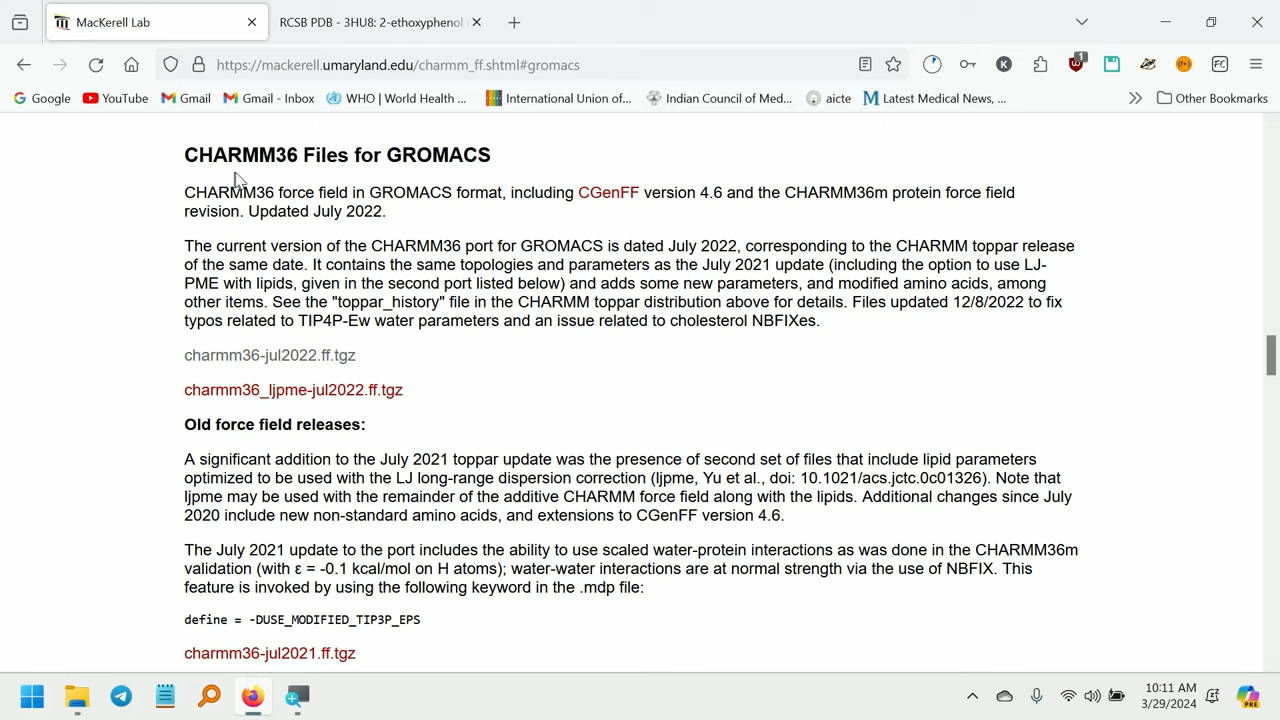 MacKerell Lab
RCSB PDB - 3HU8: 2-ethoxyphenol
https://mackerell.umaryland.edu/charmm_ff.shtml#gromacs
K
1
{*}
FC
Google
YouTube
Gmail
Gmail - Inbox
WHO | World Health ...
International Union of...
Indian Council of Med...
aicte
Latest Medical News, ...
Other Bookmarks
CHARMM36 Files for GROMACS
CHARMM36 force field in GROMACS format, including CGenFF version 4.6 and the CHARMM36m protein force field
revision. Updated July 2022.
The current version of the CHARMM36 port for GROMACS is dated July 2022, corresponding to the CHARMM toppar release
of the same date. It contains the same topologies and parameters as the July 2021 update (including the option to use LJ-
PME with lipids, given in the second port listed below) and adds some new parameters, and modified amino acids, among
other items. See the "toppar_history" file in the CHARMM toppar distribution above for details. Files updated 12/8/2022 to fix
typos related to TIP4P-Ew water parameters and an issue related to cholesterol NBFIXes.
charmm36-jul2022.ff.tgz
charmm36_ljpme-jul2022.ff.tgz
Old force field releases:
A significant addition to the July 2021 toppar update was the presence of second set of files that include lipid parameters
optimized to be used with the LJ long-range dispersion correction (ljpme, Yu et al., doi: 10.1021/acs.jctc.0c01326). Note that
ljpme may be used with the remainder of the additive CHARMM force field along with the lipids. Additional changes since July
2020 include new non-standard amino acids, and extensions to CGenFF version 4.6.
The July 2021 update to the port includes the ability to use scaled water-protein interactions as was done in the CHARMM36m
validation (with ε = -0.1 kcal/mol on H atoms); water-water interactions are at normal strength via the use of NBFIX. This
feature is invoked by using the following keyword in the .mdp file:
define = -DUSE_MODIFIED_TIP3P_EPS
charmm36-jul2021.ff.tgz
10:11 AM
3/29/2024
PRE